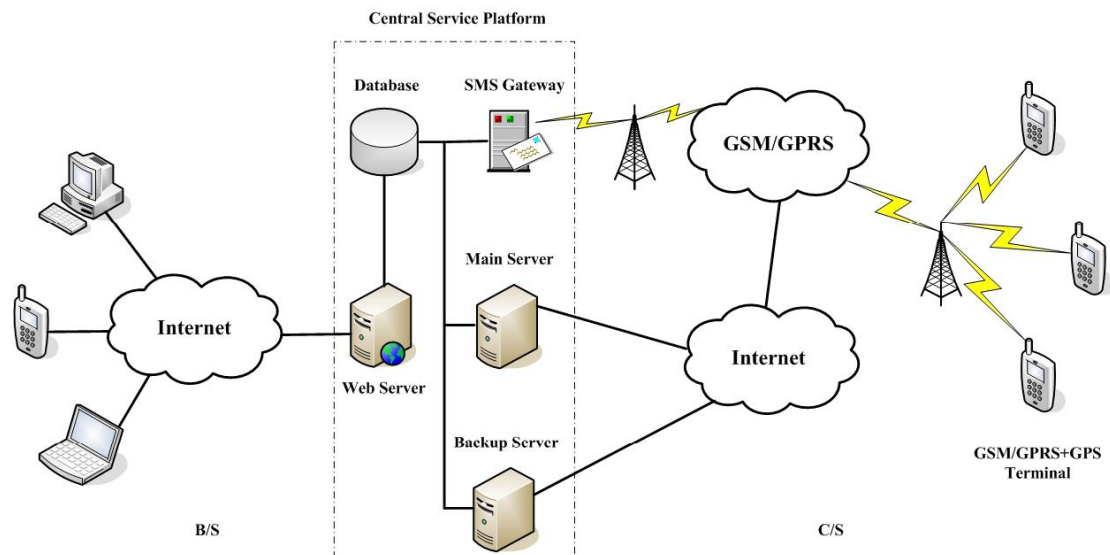 Central Service Platform
Database
SMS Gateway
GSM/GPRS
Main Server
Internet
Internet
Web Server
Backup Server
GSM/GPRS+GPS
Terminal
B/S
C/S